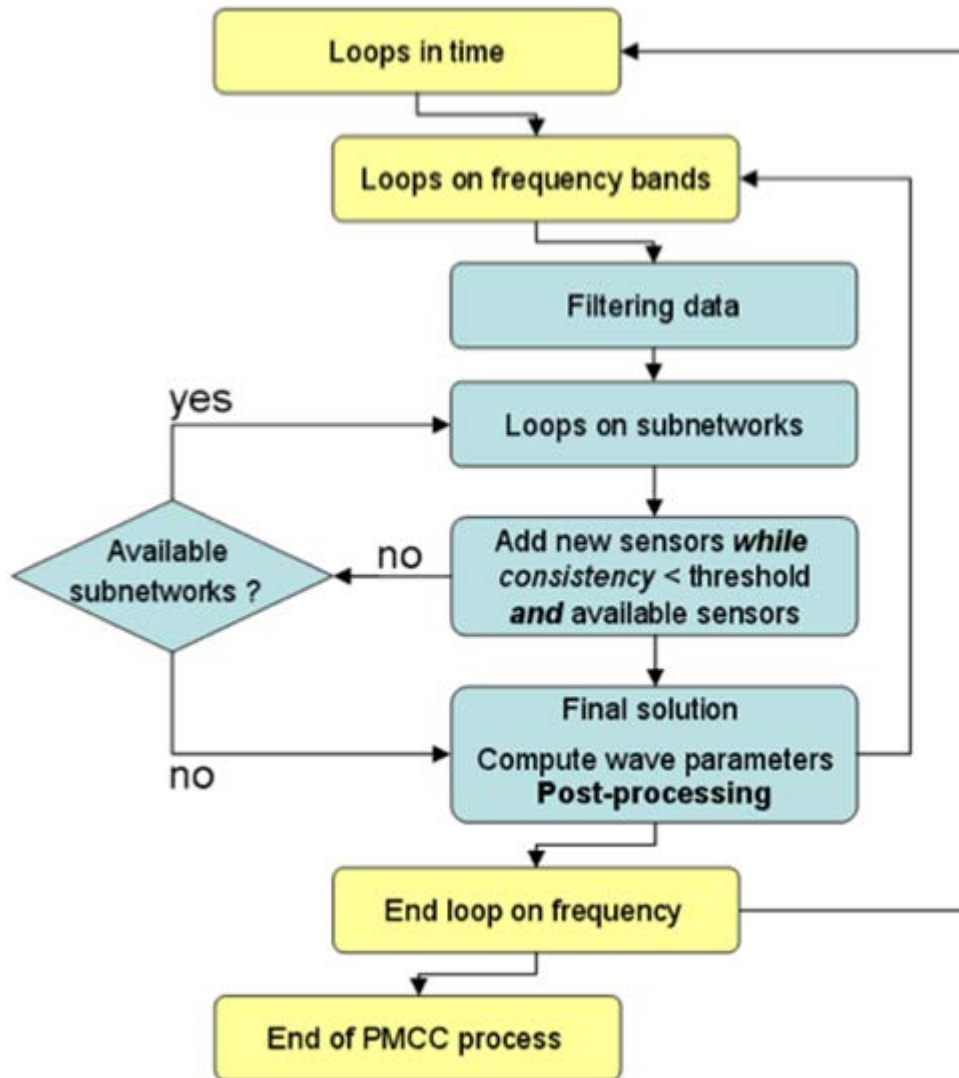 Loops in time
Loops on frequency bands
Filtering data
yes
Loops on subnetworks
Available
subnetworks ?
no
Add new sensors while
consistency < threshold
and available sensors
Final solution
Compute wave parameters
Post-processing
no
End loop on frequency
End of PMCC process